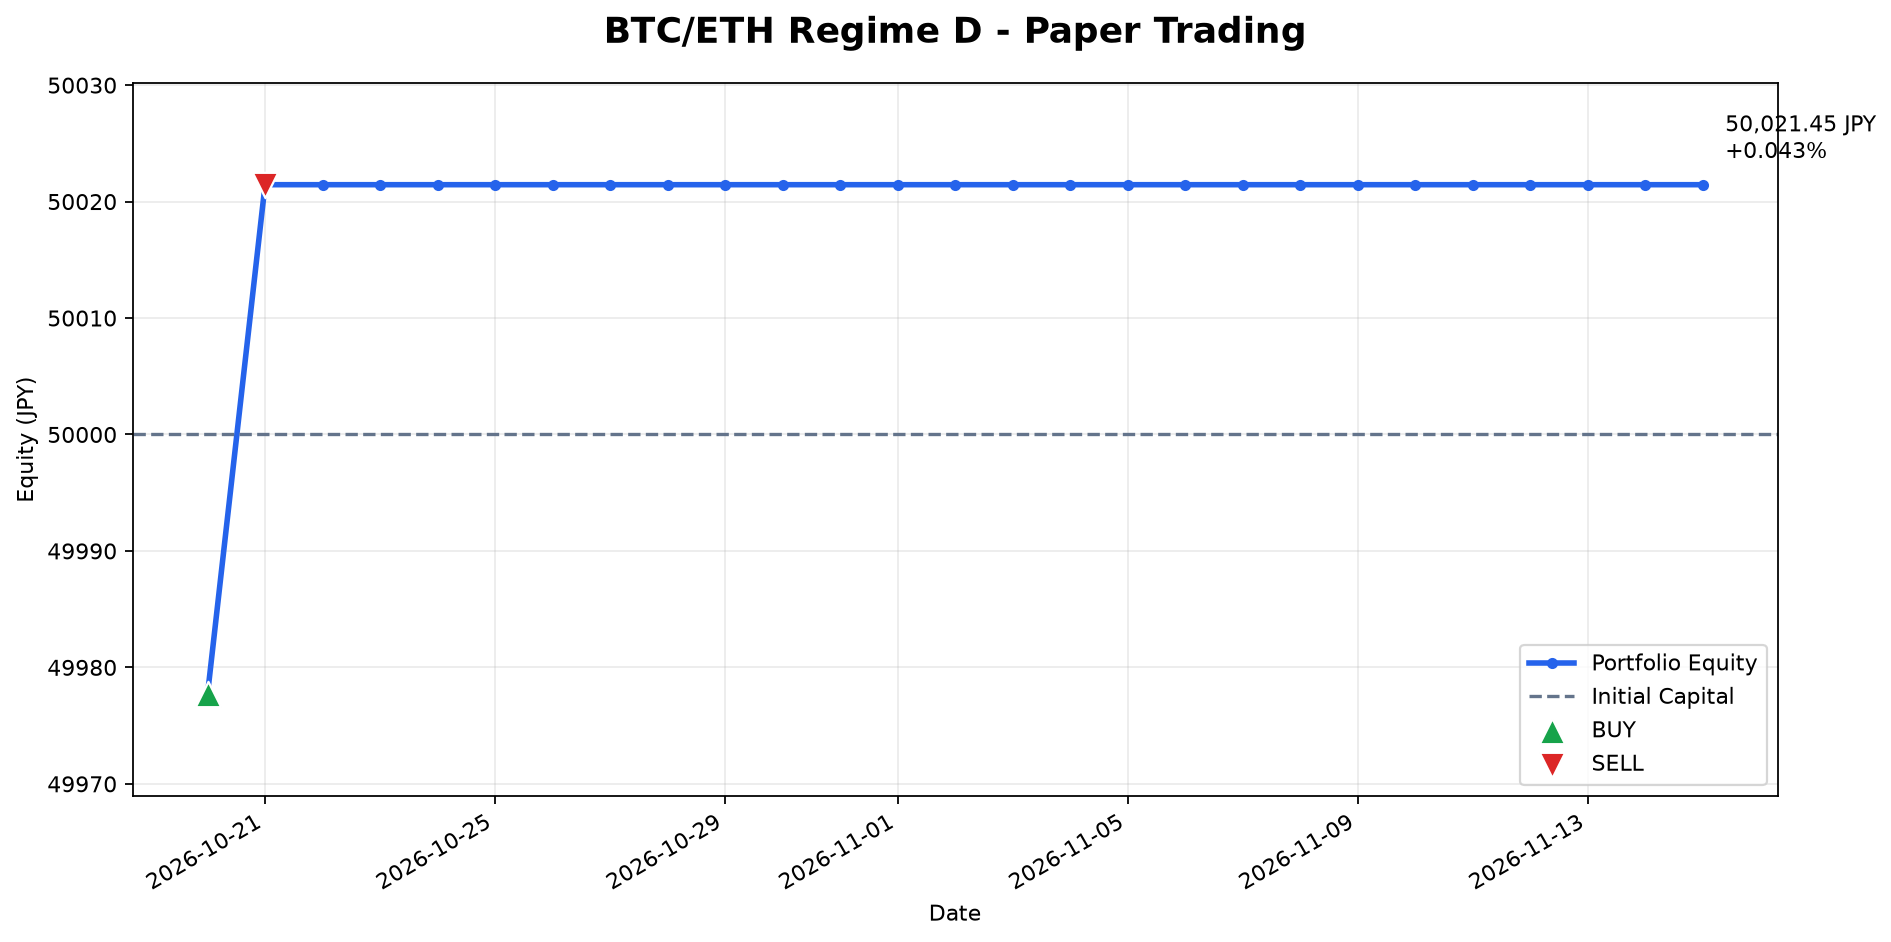 BTC/ETH Regime D - Paper Trading
50030
50020
50010
50000
49990
49980
49970
Equity (JPY)
50,021.45 JPY
+0.043%
Portfolio Equity
Initial Capital
BUY
SELL
2026-10-21
2026-10-25
2026-10-29
2026-11-01
2026-11-05
2026-11-09
2026-11-13
Date